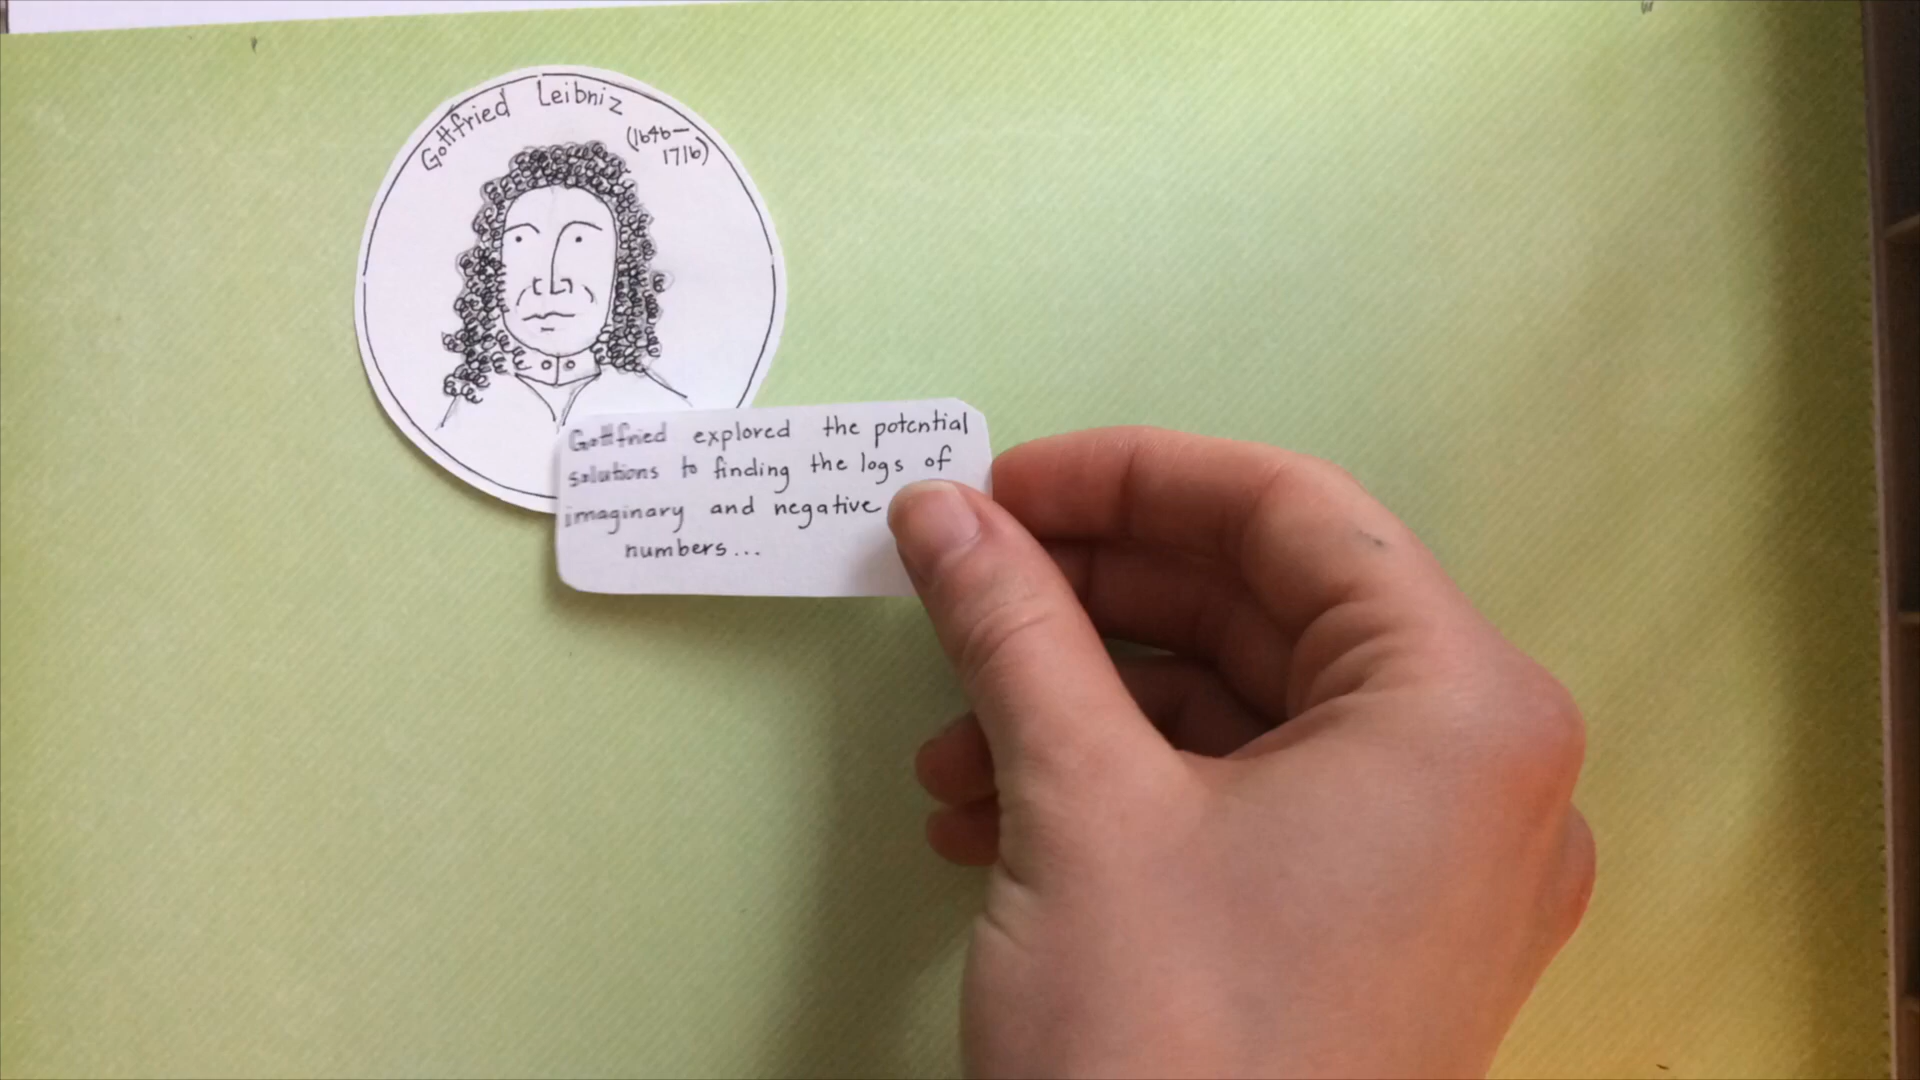 Gottfried Leibniz
(1646-
1716)
Gottfried explored the potential
solutions to finding the logs of
imaginary and negative
numbers...